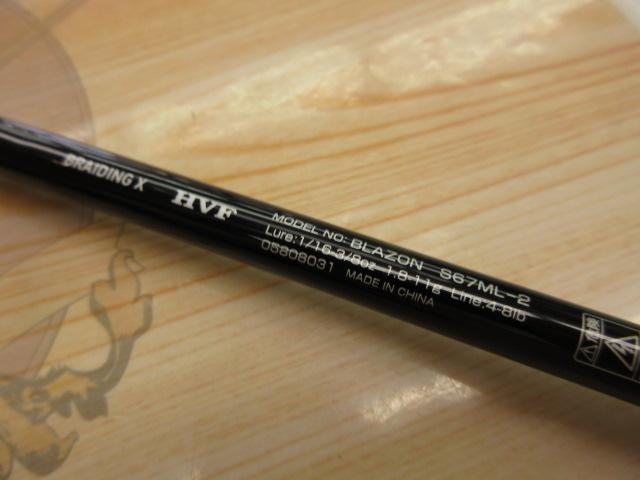 BRAIDING X HVF
MODEL NO: BLAZON S67ML-2
Lure:1/16-3/8oz 1.8-11g Line:4-8lb
05808031 MADE IN CHINA